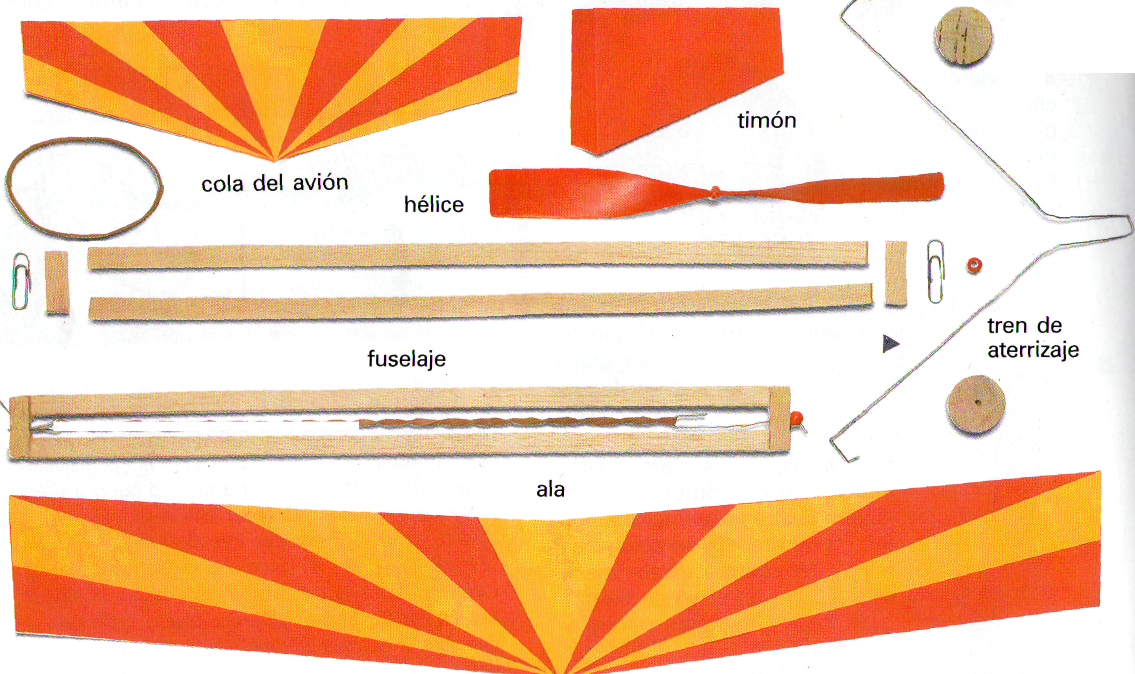 timón
cola del avión
hélice
tren de
aterrizaje
fuselaje
ala